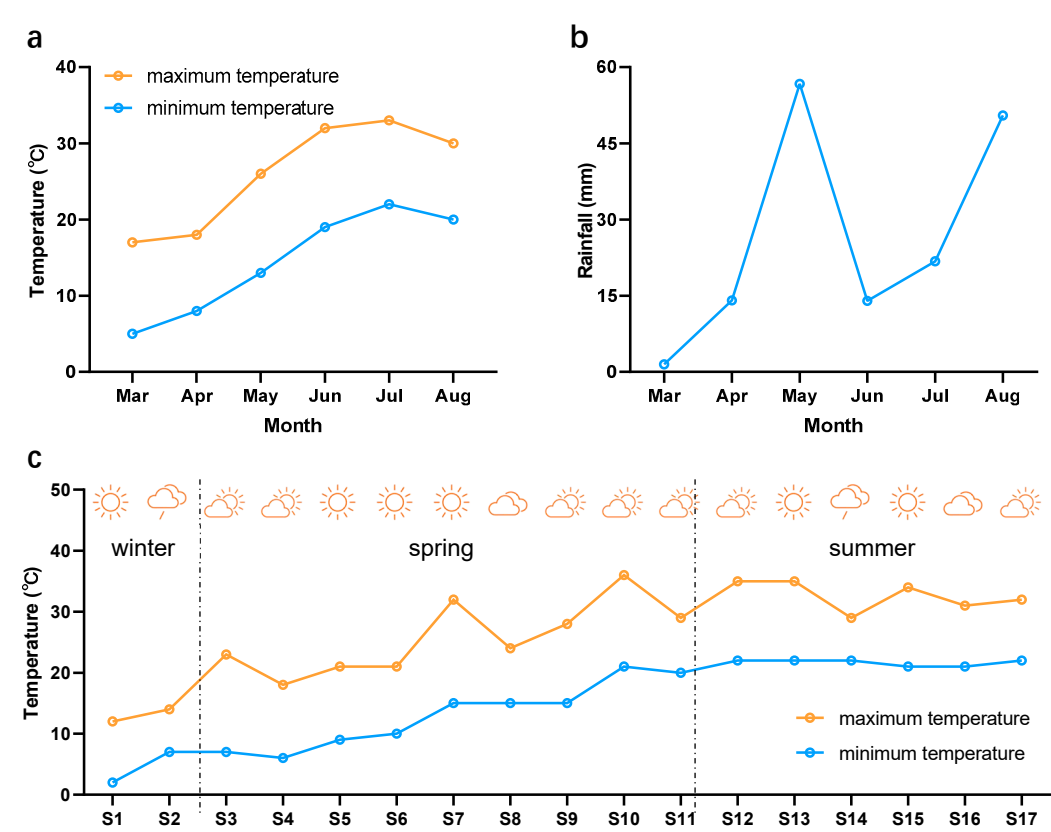 a
40
30
20
10
0
Temperature (℃)
maximum temperature
minimum temperature
Mar Apr May Jun Jul Aug
Month
b
60
45
30
15
0
Rainfall (mm)
Mar Apr May Jun Jul Aug
Month
c
50
40
30
20
10
0
Temperature (℃)
winter spring summer
maximum temperature
minimum temperature
S1 S2 S3 S4 S5 S6 S7 S8 S9 S10 S11 S12 S13 S14 S15 S16 S17